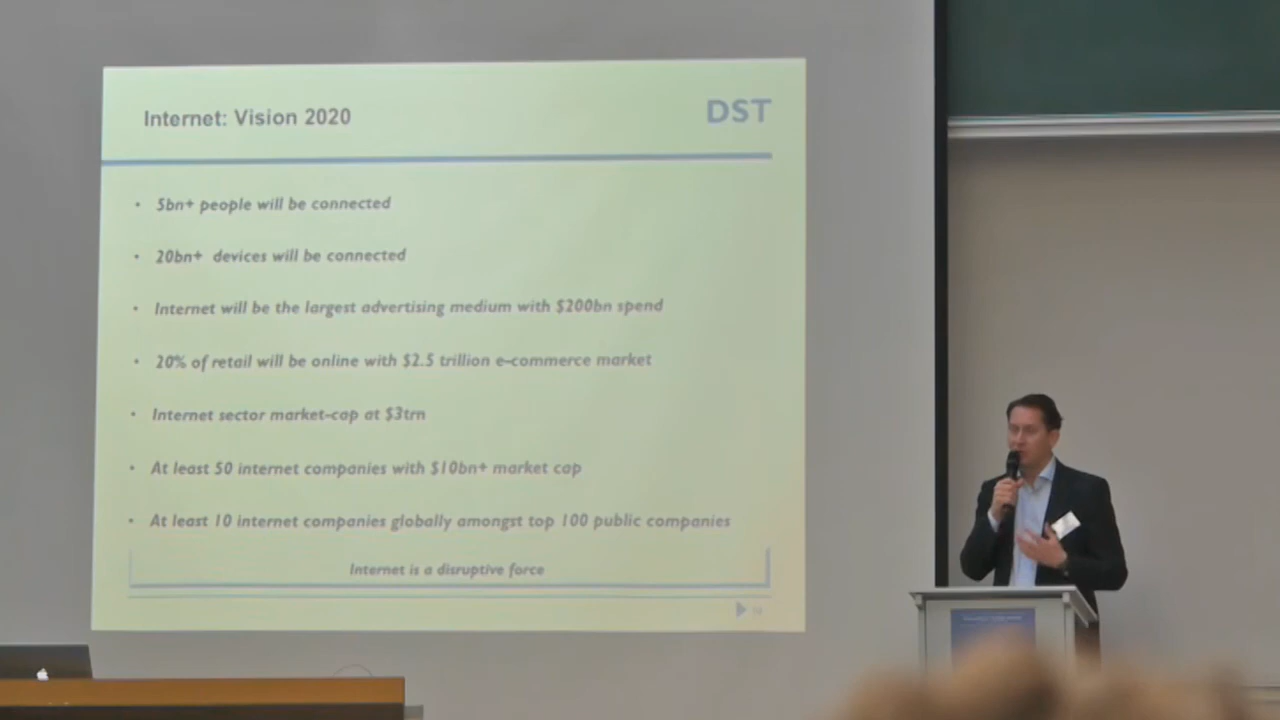 Internet: Vision 2020
DST
• 5bn+ people will be connected
• 20bn+ devices will be connected
• Internet will be the largest advertising medium with $200bn spend
• 20% of retail will be online with $2.5 trillion e-commerce market
• Internet sector market-cap at $3trn
• At least 50 internet companies with $10bn+ market cap
• At least 10 internet companies globally amongst top 100 public companies
Internet is a disruptive force